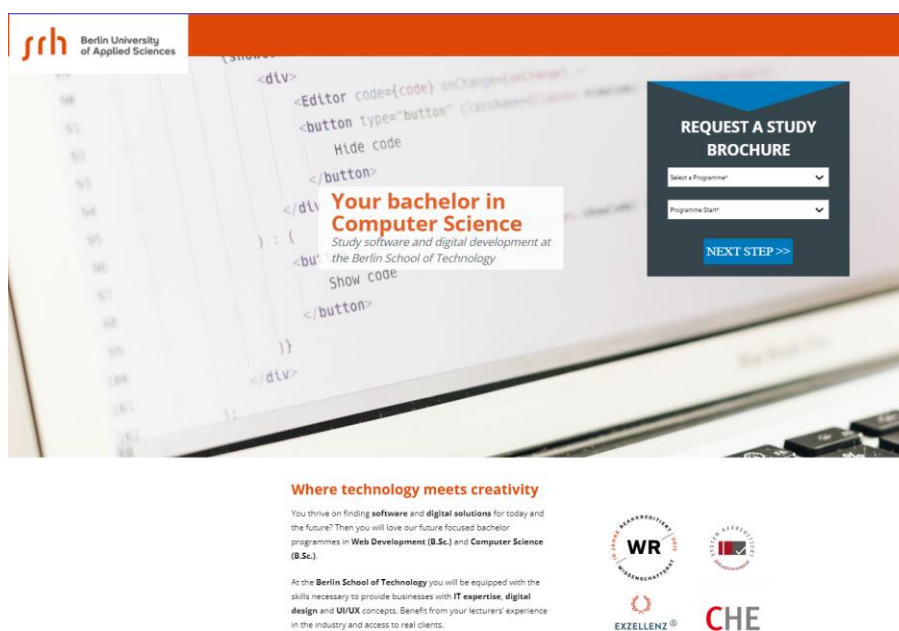 srh
Berlin University
of Applied Sciences
<div>
<Editor code={code} onChange={onChange} />
<button type="button"
Hide code
</button>
</div>
) : (
Show code
</button>
)}
</div>
);
REQUEST A STUDY
BROCHURE
Select a Programme*
Programme Start*
NEXT STEP >>
Your bachelor in
Computer Science
Study software and digital development at
the Berlin School of Technology
Where technology meets creativity
You thrive on finding software and digital solutions for today and
the future? Then you will love our future focused bachelor
programmes in Web Development (B.Sc.) and Computer Science
(B.Sc.).
At the Berlin School of Technology you will be equipped with the
skills necessary to provide businesses with IT expertise, digital
design and UI/UX concepts. Benefit from your lecturers' experience
in the industry and access to real clients.
WR
WISSENSCHAFTSRAT
EXZELLENZ
CHE